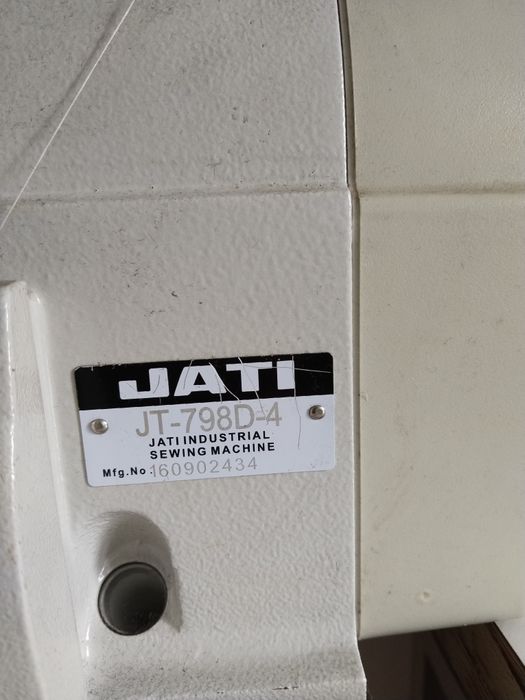 JATI
JT-798D-4
JATI INDUSTRIAL
SEWING MACHINE
Mfg.No.160902434